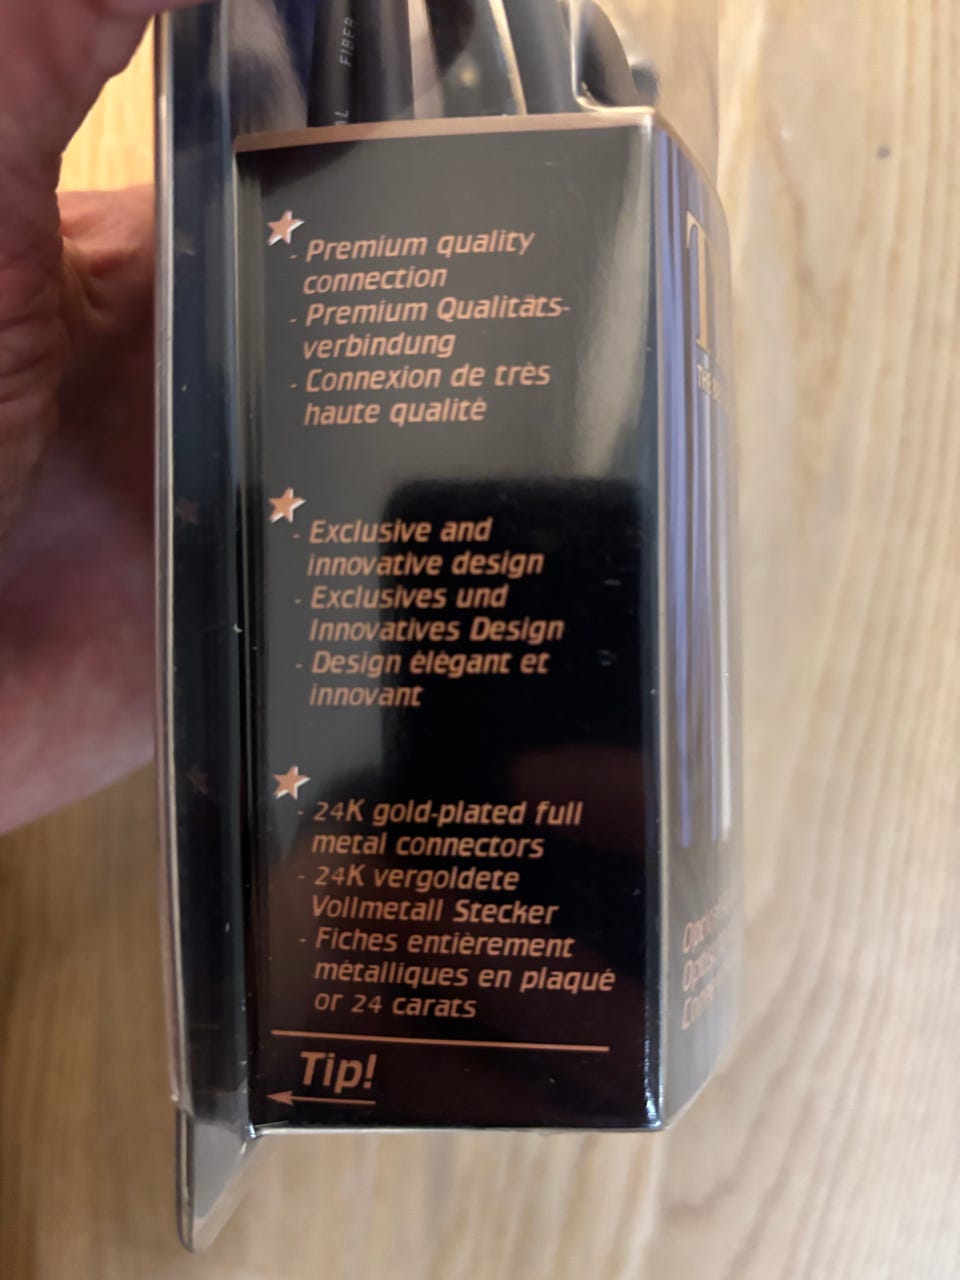 FIBER
- Premium quality
connection
- Premium Qualitäts-
verbindung
- Connexion de très
haute qualité
- Exclusive and
innovative design
- Exclusives und
Innovatives Design
- Design élégant et
innovant
- 24K gold-plated full
metal connectors
- 24K vergoldete
Vollmetall Stecker
- Fiches entièrement
métalliques en plaqué
or 24 carats
Tip!
THE